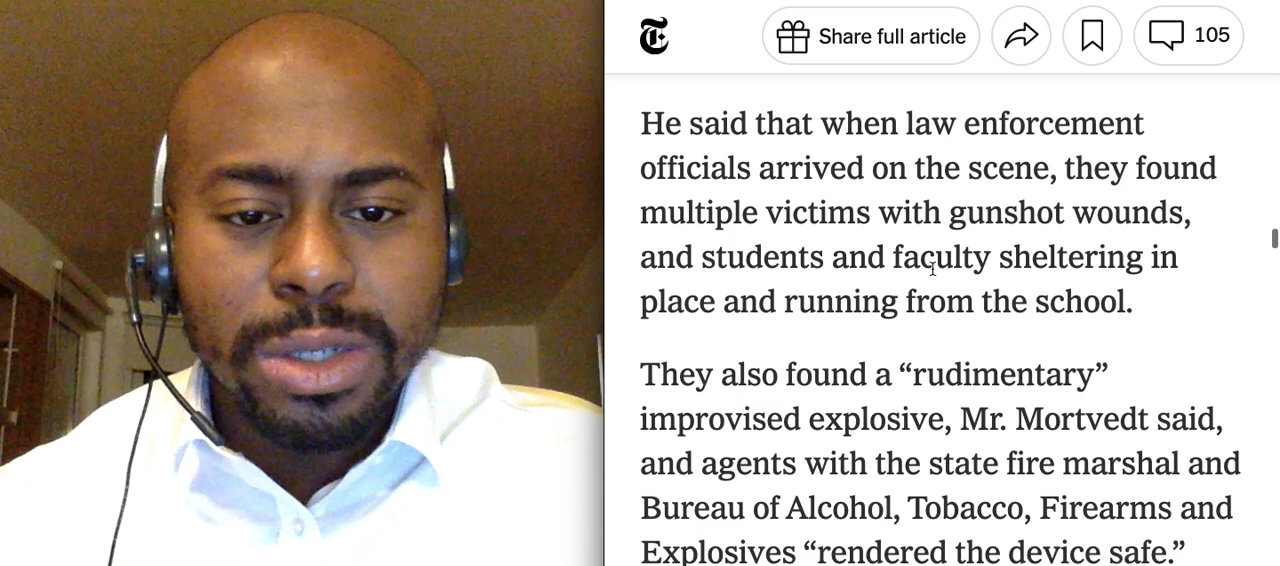 Share full article
105
He said that when law enforcement
officials arrived on the scene, they found
multiple victims with gunshot wounds,
and students and faculty sheltering in
place and running from the school.
They also found a “rudimentary”
improvised explosive, Mr. Mortvedt said,
and agents with the state fire marshal and
Bureau of Alcohol, Tobacco, Firearms and
Explosives “rendered the device safe.”